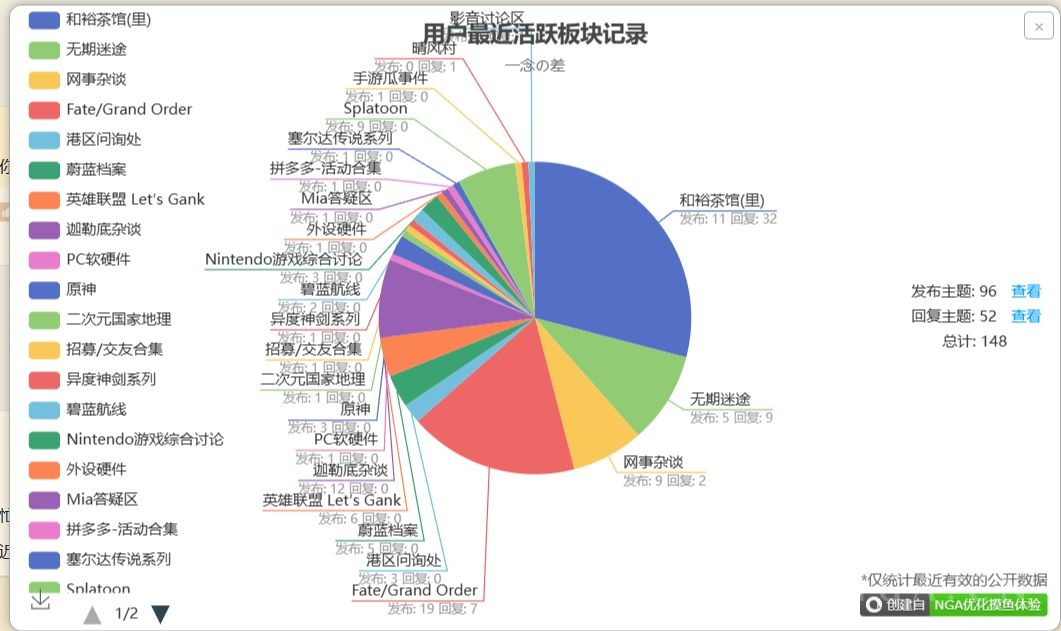 用户最近活跃板块记录
一念の差
和裕茶馆(里)
无期迷途
网事杂谈
Fate/Grand Order
港区问询处
蔚蓝档案
英雄联盟 Let's Gank
迦勒底杂谈
PC软硬件
原神
二次元国家地理
招募/交友合集
异度神剑系列
碧蓝航线
Nintendo游戏综合讨论
外设硬件
Mia答疑区
拼多多-活动合集
塞尔达传说系列
Splatoon
1/2
影音讨论区
晴风村
发布: 0 回复: 1
手游瓜事件
发布: 1 回复: 0
Splatoon
发布: 9 回复: 0
塞尔达传说系列
发布: 1 回复: 0
拼多多-活动合集
发布: 1 回复: 0
Mia答疑区
发布: 1 回复: 0
外设硬件
发布: 1 回复: 0
Nintendo游戏综合讨论
发布: 3 回复: 0
碧蓝航线
发布: 2 回复: 0
异度神剑系列
发布: 1 回复: 0
招募/交友合集
发布: 1 回复: 0
二次元国家地理
发布: 1 回复: 0
原神
发布: 3 回复: 0
PC软硬件
发布: 1 回复: 0
迦勒底杂谈
发布: 12 回复: 0
英雄联盟 Let's Gank
发布: 6 回复: 0
蔚蓝档案
发布: 5 回复: 0
港区问询处
发布: 3 回复: 0
Fate/Grand Order
发布: 19 回复: 7
和裕茶馆(里)
发布: 11 回复: 32
无期迷途
发布: 5 回复: 9
网事杂谈
发布: 9 回复: 2
发布主题: 96 查看
回复主题: 52 查看
总计: 148
*仅统计最近有效的公开数据
创建自 NGA优化摸鱼体验